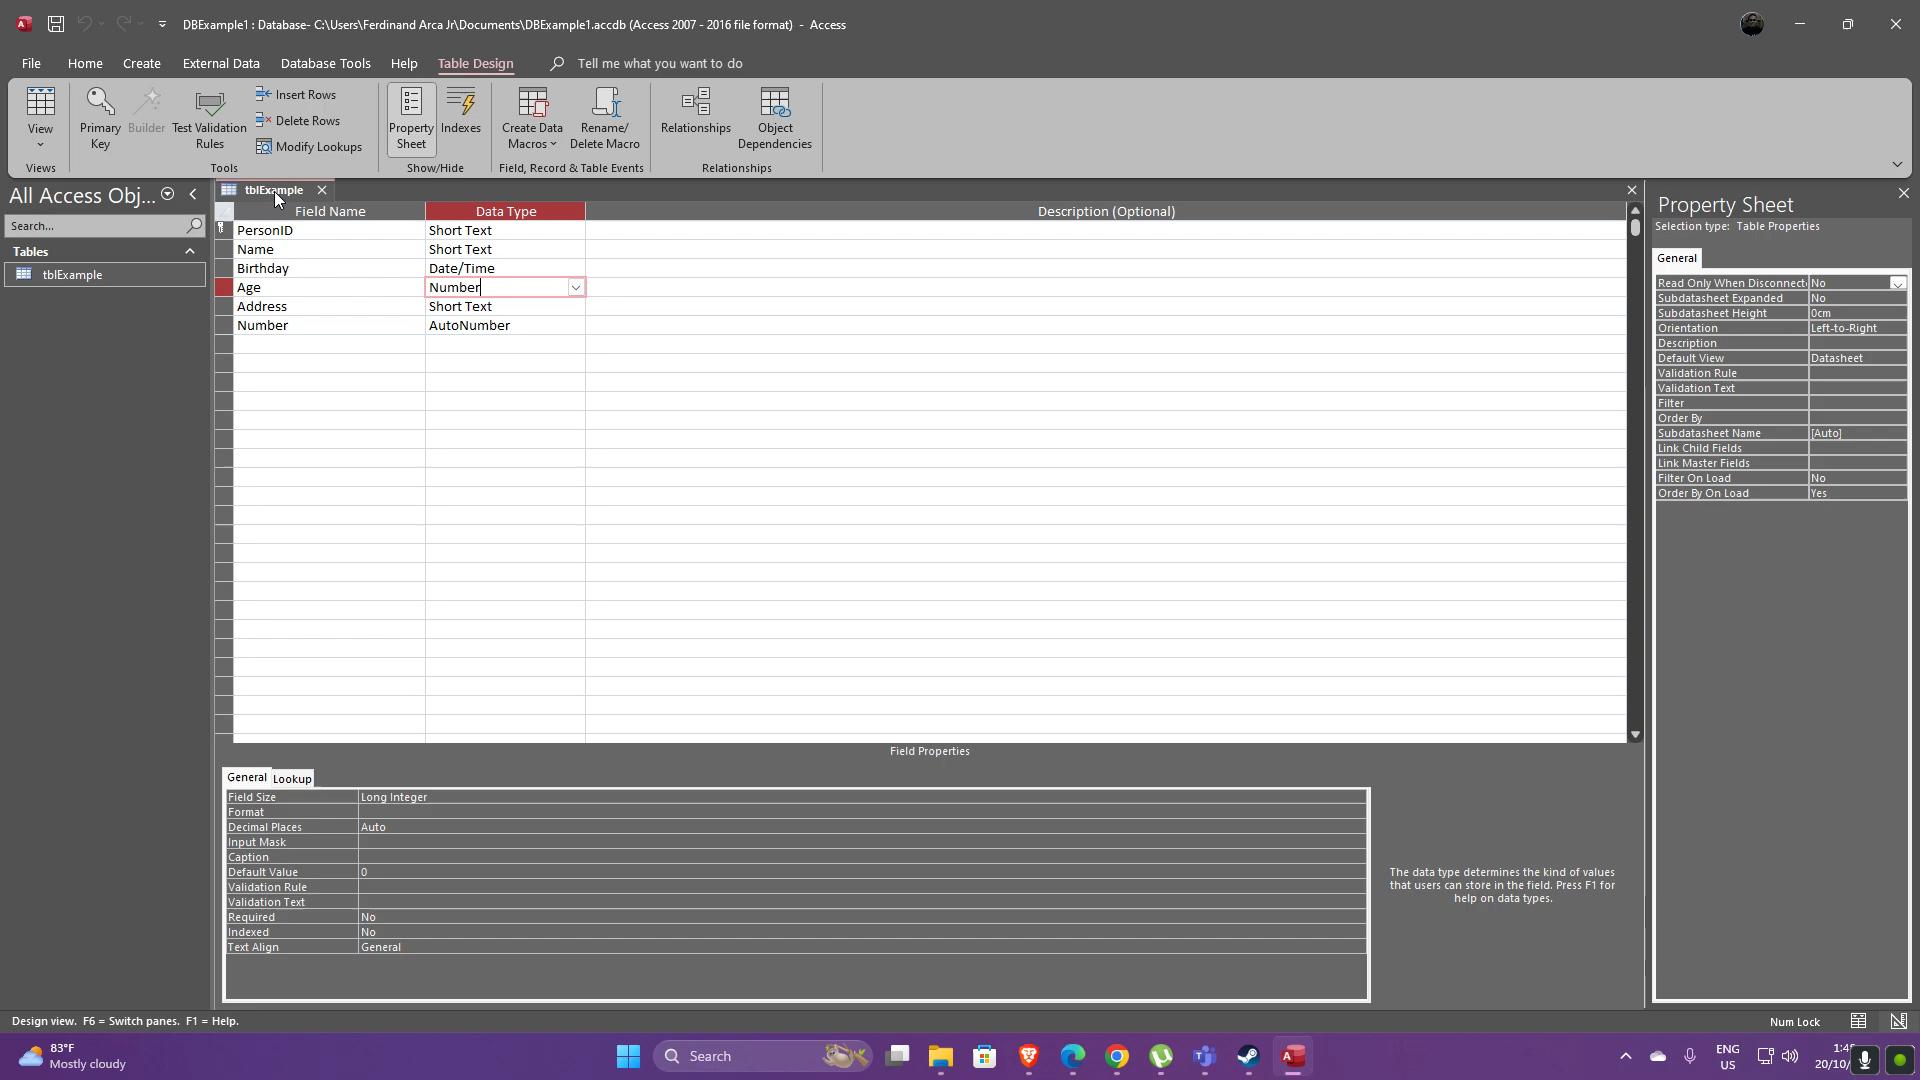 DBExample1 : Database- C:\Users\Ferdinand Arca Jr\Documents\DBExample1.accdb (Access 2007 - 2016 file format) - Access
File Home Create External Data Database Tools Help Table Design Tell me what you want to do
View
Views
Primary Key
Builder
Test Validation Rules
Insert Rows
Delete Rows
Modify Lookups
Tools
Property Sheet
Indexes
Show/Hide
Create Data Macros
Rename/ Delete Macro
Field, Record & Table Events
Relationships
Object Dependencies
Relationships
All Access Obj...
Search...
Tables
tblExample
tblExample
Field Name Data Type Description (Optional)
PersonID Short Text
Name Short Text
Birthday Date/Time
Age Number
Address Short Text
Number AutoNumber
Field Properties
General Lookup
Field Size Long Integer
Format
Decimal Places Auto
Input Mask
Caption
Default Value 0
Validation Rule
Validation Text
Required No
Indexed No
Text Align General
The data type determines the kind of values
that users can store in the field. Press F1 for
help on data types.
Property Sheet
Selection type: Table Properties
General
Read Only When Disconnect No
Subdatasheet Expanded No
Subdatasheet Height 0cm
Orientation Left-to-Right
Description
Default View Datasheet
Validation Rule
Validation Text
Filter
Order By
Subdatasheet Name [Auto]
Link Child Fields
Link Master Fields
Filter On Load No
Order By On Load Yes
Design view. F6 = Switch panes. F1 = Help.
Num Lock
83°F
Mostly cloudy
Search
ENG
US
20/10/